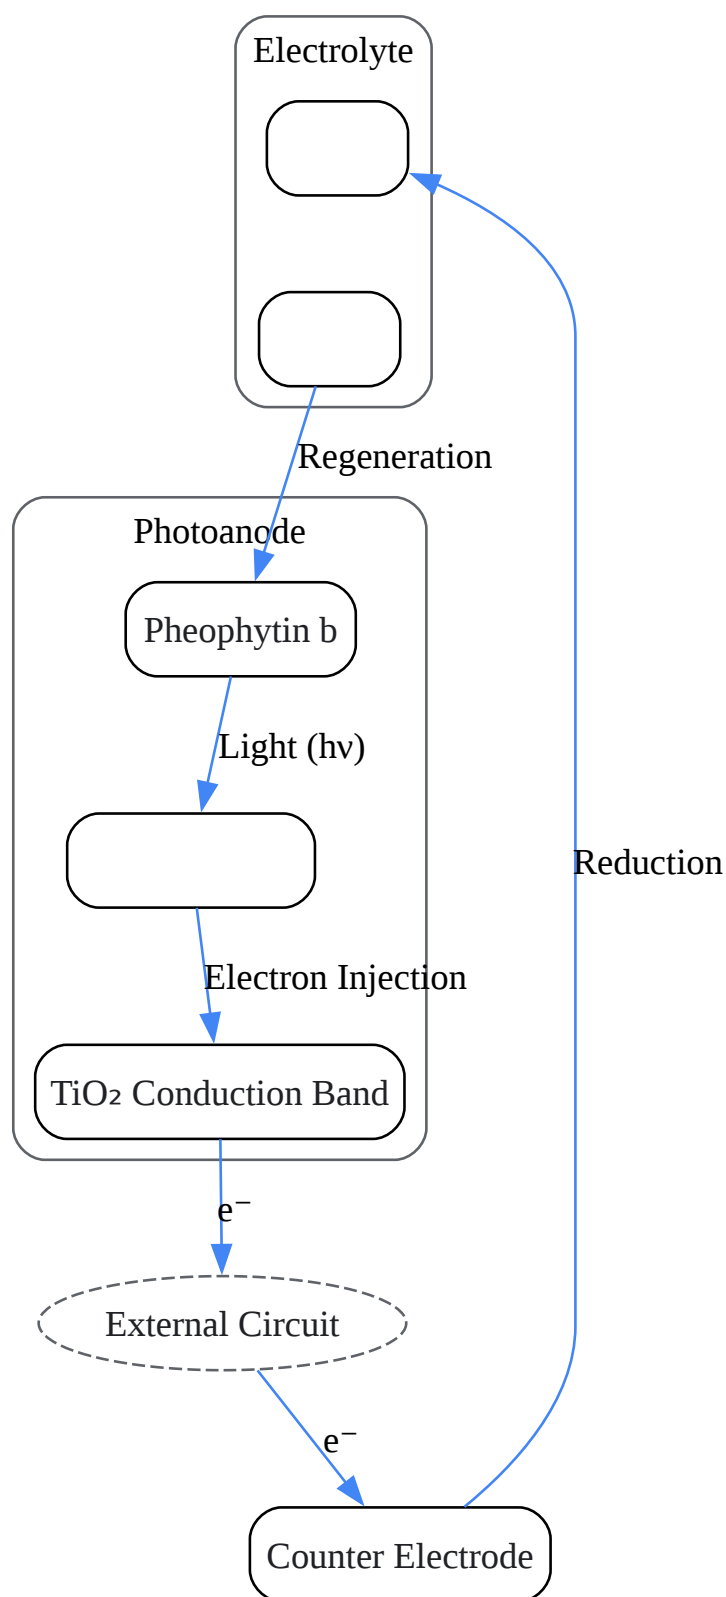 Electrolyte
Regeneration
Photoanode
Pheophytin b
Light (hν)
Reduction
Electron Injection
TiO₂ Conduction Band
e⁻
External Circuit
e⁻
Counter Electrode